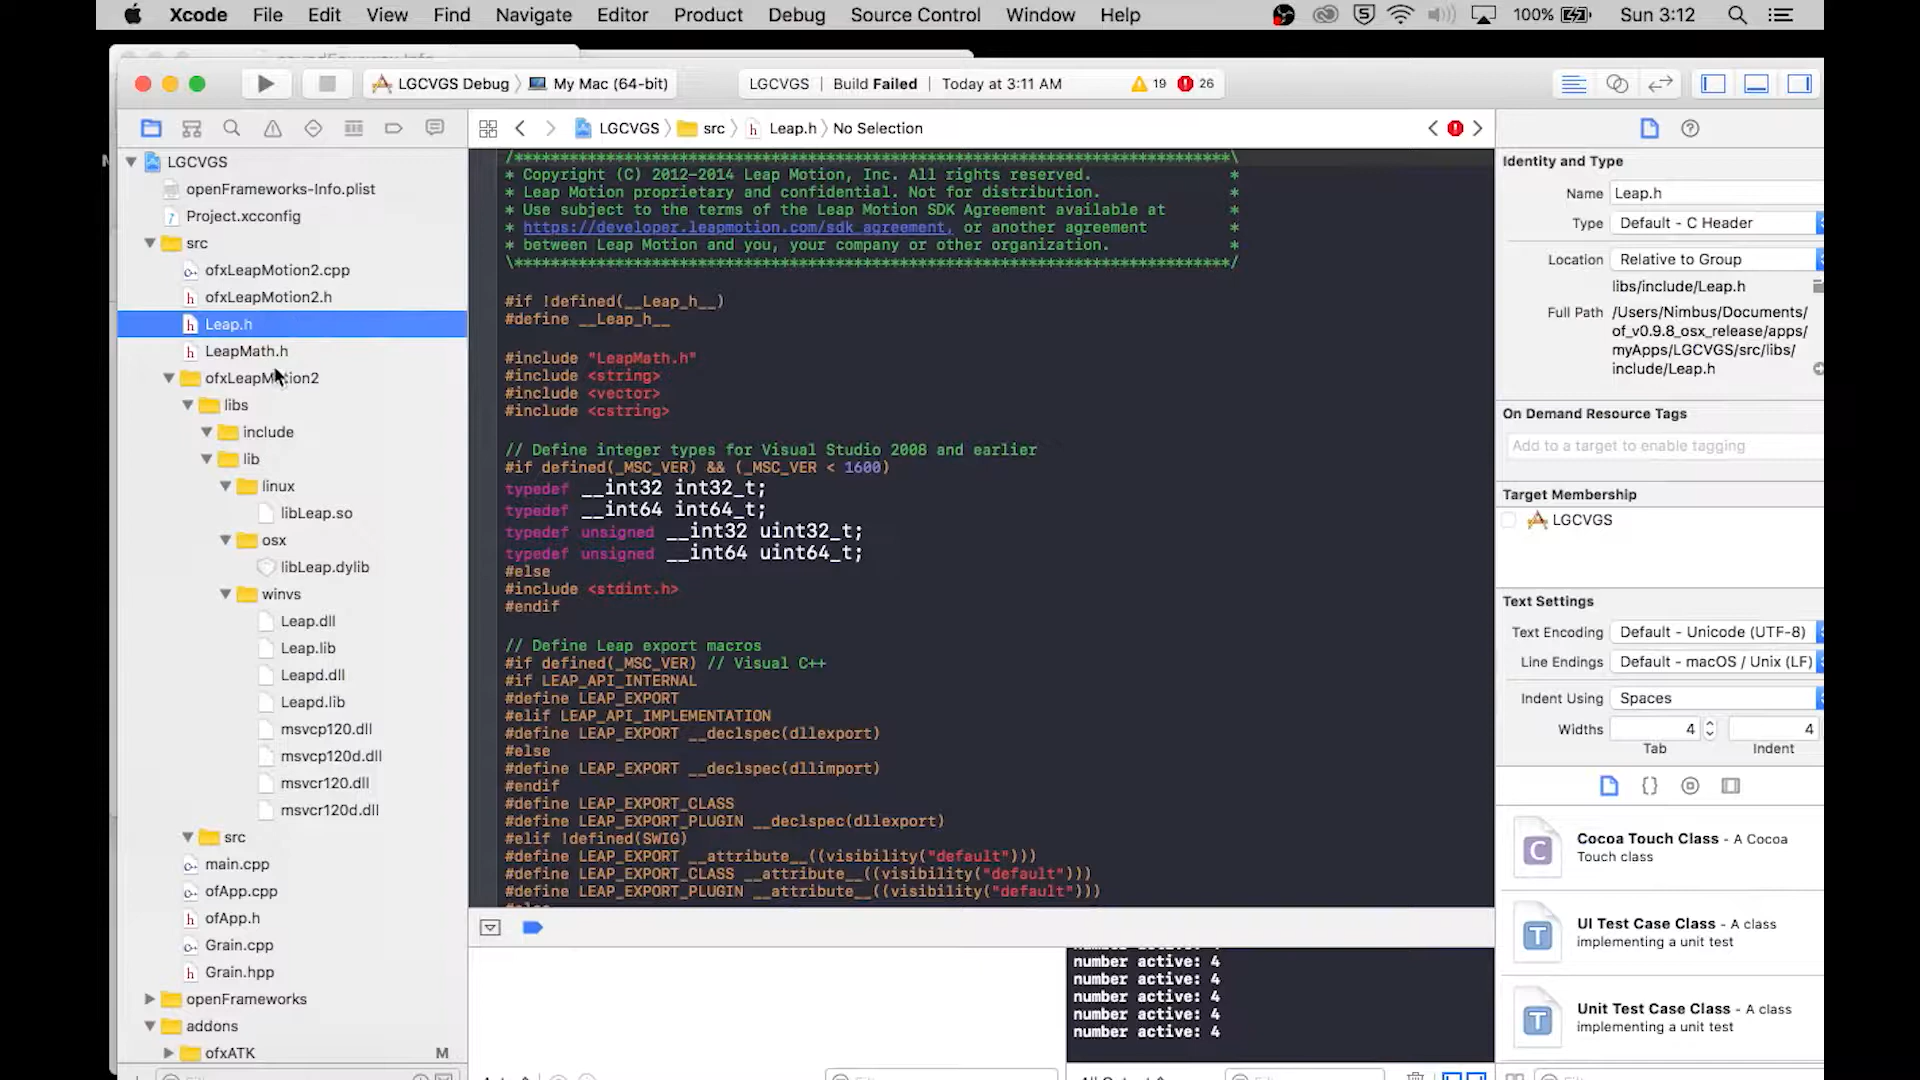 Xcode File Edit View Find Navigate Editor Product Debug Source Control Window Help 100% Sun 3:12
LGCVGS Debug My Mac (64-bit) LGCVGS Build Failed Today at 3:11 AM 19 26
LGCVGS src Leap.h No Selection
LGCVGS
openFrameworks-Info.plist
Project.xcconfig
src
ofxLeapMotion2.cpp
ofxLeapMotion2.h
Leap.h
LeapMath.h
ofxLeapMotion2
libs
include
lib
linux
libLeap.so
osx
libLeap.dylib
winvs
Leap.dll
Leap.lib
Leapd.dll
Leapd.lib
msvcp120.dll
msvcp120d.dll
msvcr120.dll
msvcr120d.dll
src
main.cpp
ofApp.cpp
ofApp.h
Grain.cpp
Grain.hpp
openFrameworks
addons
ofxATK M
/******************************************************************************\
* Copyright (C) 2012-2014 Leap Motion, Inc. All rights reserved. *
* Leap Motion proprietary and confidential. Not for distribution. *
* Use subject to the terms of the Leap Motion SDK Agreement available at *
* https://developer.leapmotion.com/sdk_agreement, or another agreement *
* between Leap Motion and you, your company or other organization. *
\******************************************************************************/
#if !defined(__Leap_h__)
#define __Leap_h__
#include "LeapMath.h"
#include <string>
#include <vector>
#include <cstring>
// Define integer types for Visual Studio 2008 and earlier
#if defined(_MSC_VER) && (_MSC_VER < 1600)
typedef __int32 int32_t;
typedef __int64 int64_t;
typedef unsigned __int32 uint32_t;
typedef unsigned __int64 uint64_t;
#else
#include <stdint.h>
#endif
// Define Leap export macros
#if defined(_MSC_VER) // Visual C++
#if LEAP_API_INTERNAL
#define LEAP_EXPORT
#elif LEAP_API_IMPLEMENTATION
#define LEAP_EXPORT __declspec(dllexport)
#else
#define LEAP_EXPORT __declspec(dllimport)
#endif
#define LEAP_EXPORT_CLASS
#define LEAP_EXPORT_PLUGIN __declspec(dllexport)
#elif !defined(SWIG)
#define LEAP_EXPORT __attribute__((visibility("default")))
#define LEAP_EXPORT_CLASS __attribute__((visibility("default")))
#define LEAP_EXPORT_PLUGIN __attribute__((visibility("default")))
number active: 4
number active: 4
number active: 4
number active: 4
number active: 4
Identity and Type
Name Leap.h
Type Default - C Header
Location Relative to Group
libs/include/Leap.h
Full Path /Users/Nimbus/Documents/
of_v0.9.8_osx_release/apps/
myApps/LGCVGS/src/libs/
include/Leap.h
On Demand Resource Tags
Add to a target to enable tagging
Target Membership
LGCVGS
Text Settings
Text Encoding Default - Unicode (UTF-8)
Line Endings Default - macOS / Unix (LF)
Indent Using Spaces
Widths 4 4
Tab Indent
Cocoa Touch Class - A Cocoa
Touch class
UI Test Case Class - A class
implementing a unit test
Unit Test Case Class - A class
implementing a unit test